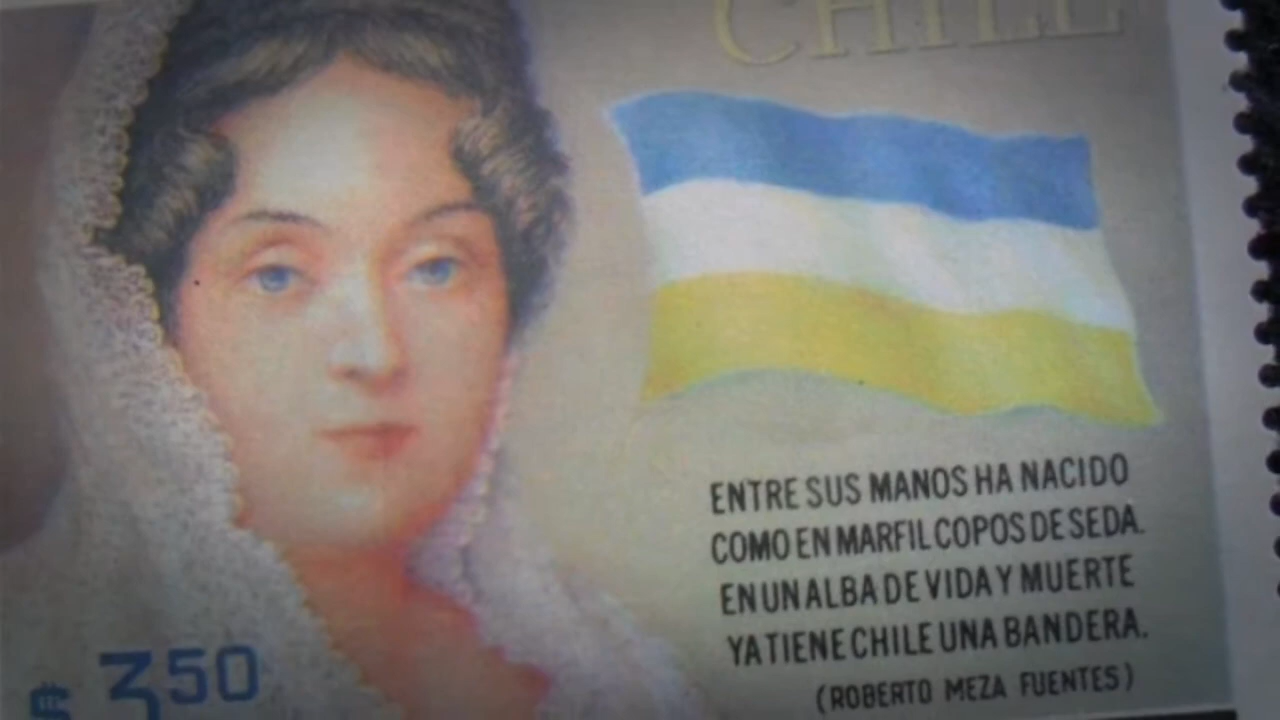 CHILE
ENTRE SUS MANOS HA NACIDO
COMO EN MARFIL COPOS DE SEDA.
EN UN ALBA DE VIDA Y MUERTE
YA TIENE CHILE UNA BANDERA.
(ROBERTO MEZA FUENTES)
$ 350